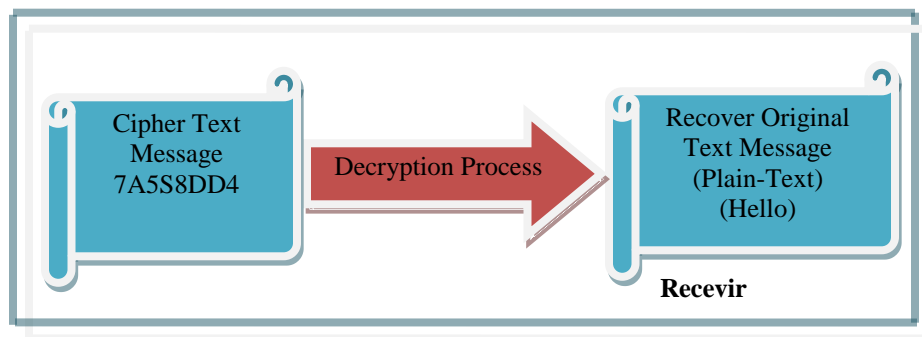 Cipher Text
Message
7A5S8DD4
Decryption Process
Recover Original
Text Message
(Plain-Text)
(Hello)
Recevir